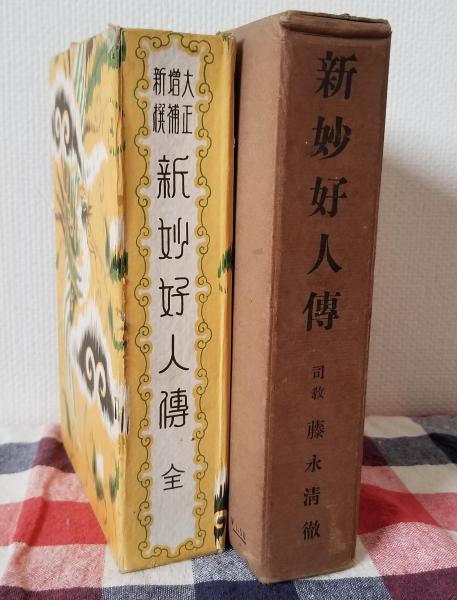 大正
増補
新撰
新妙好人傳 全
新妙好人傳
司教 藤永清徹